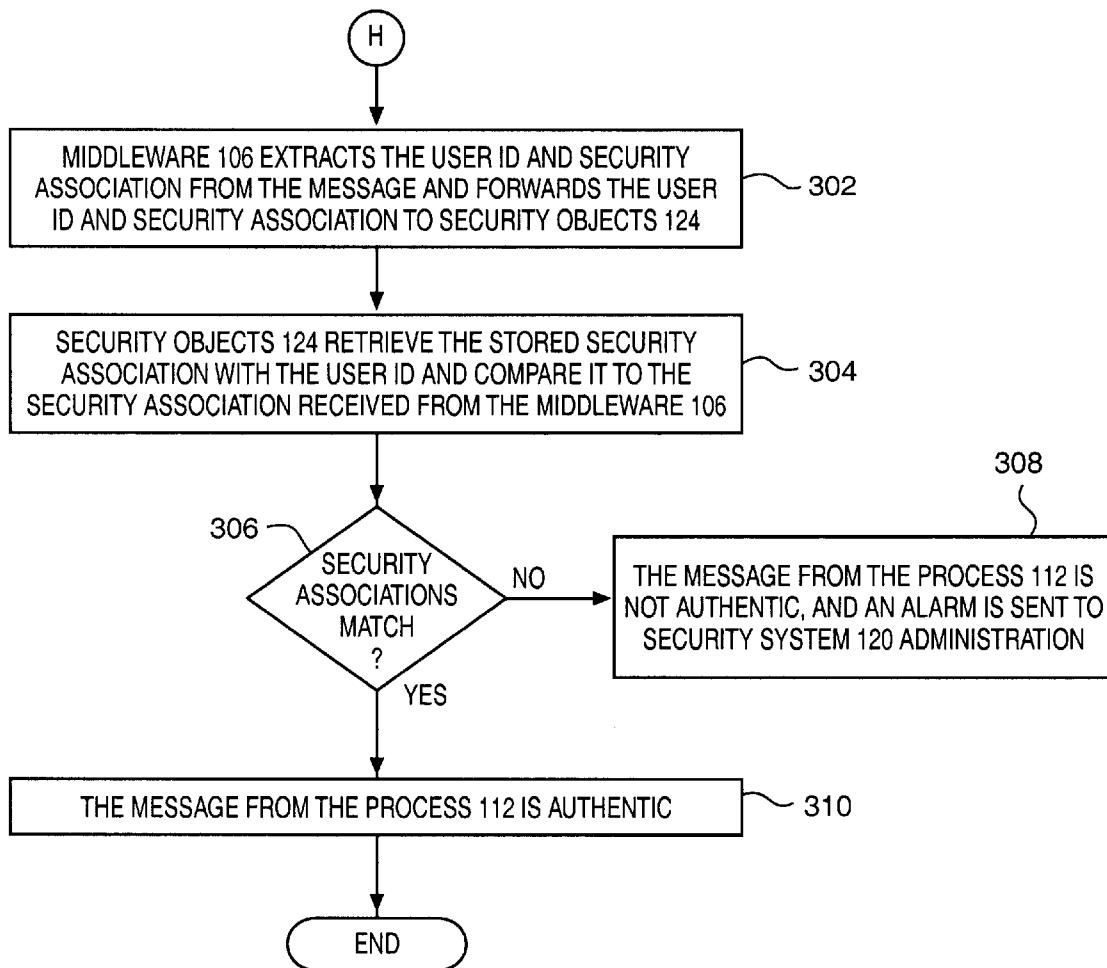 H
MIDDLEWARE 106 EXTRACTS THE USER ID AND SECURITY
ASSOCIATION FROM THE MESSAGE AND FORWARDS THE USER
ID AND SECURITY ASSOCIATION TO SECURITY OBJECTS 124
302
SECURITY OBJECTS 124 RETRIEVE THE STORED SECURITY
ASSOCIATION WITH THE USER ID AND COMPARE IT TO THE
SECURITY ASSOCIATION RECEIVED FROM THE MIDDLEWARE 106
304
306
SECURITY
ASSOCIATIONS
MATCH
?
NO
308
THE MESSAGE FROM THE PROCESS 112 IS
NOT AUTHENTIC, AND AN ALARM IS SENT TO
SECURITY SYSTEM 120 ADMINISTRATION
YES
THE MESSAGE FROM THE PROCESS 112 IS AUTHENTIC
310
END